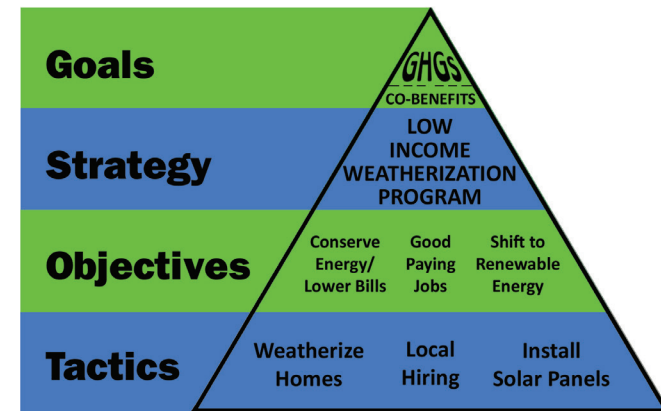 Goals
GHGs
CO-BENEFITS
Strategy
LOW
INCOME
WEATHERIZATION
PROGRAM
Objectives
Conserve
Energy/
Lower Bills
Good
Paying
Jobs
Shift to
Renewable
Energy
Tactics
Weatherize
Homes
Local
Hiring
Install
Solar Panels